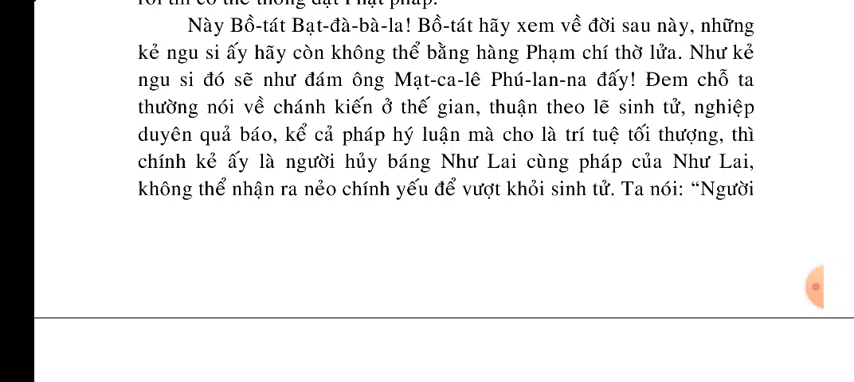 Này Bồ-tát Bạt-đà-bà-la! Bồ-tát hãy xem về đời sau này, những
kẻ ngu si ấy hãy còn không thể bằng hàng Phạm chí thờ lửa. Như kẻ
ngu si đó sẽ như đám ông Mạt-ca-lê Phú-lan-na đấy! Đem chỗ ta
thường nói về chánh kiến ở thế gian, thuận theo lẽ sinh tử, nghiệp
duyên quả báo, kể cả pháp hý luận mà cho là trí tuệ tối thượng, thì
chính kẻ ấy là người hủy báng Như Lai cùng pháp của Như Lai,
không thể nhận ra nẻo chính yếu để vượt khỏi sinh tử. Ta nói: “Người